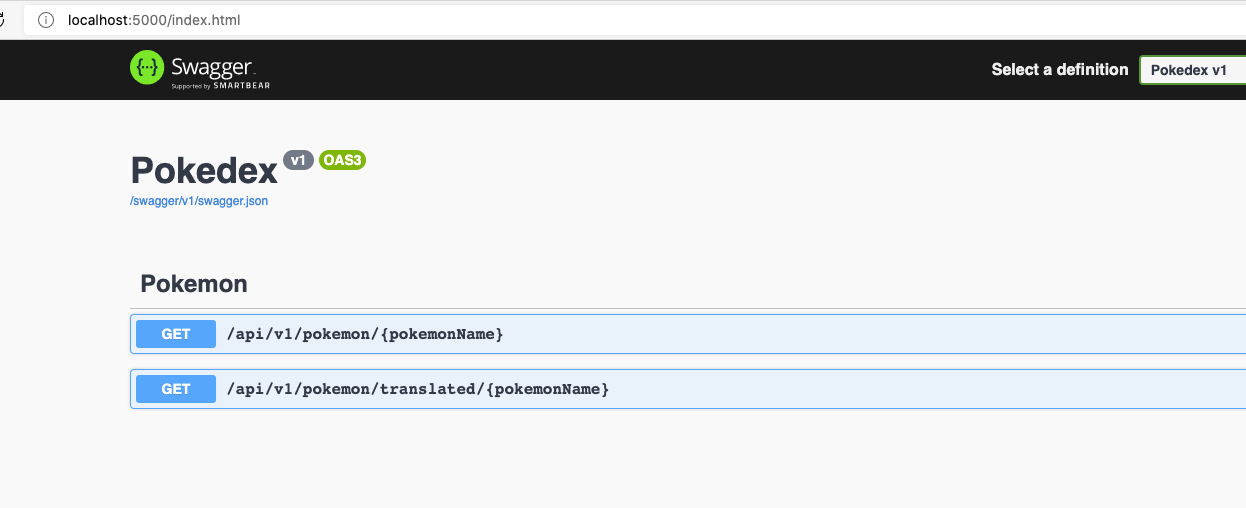 localhost:5000/index.html
Swagger
Supported by SMARTBEAR
Select a definition
Pokedex v1
Pokedex v1 OAS3
/swagger/v1/swagger.json
Pokemon
GET /api/v1/pokemon/{pokemonName}
GET /api/v1/pokemon/translated/{pokemonName}